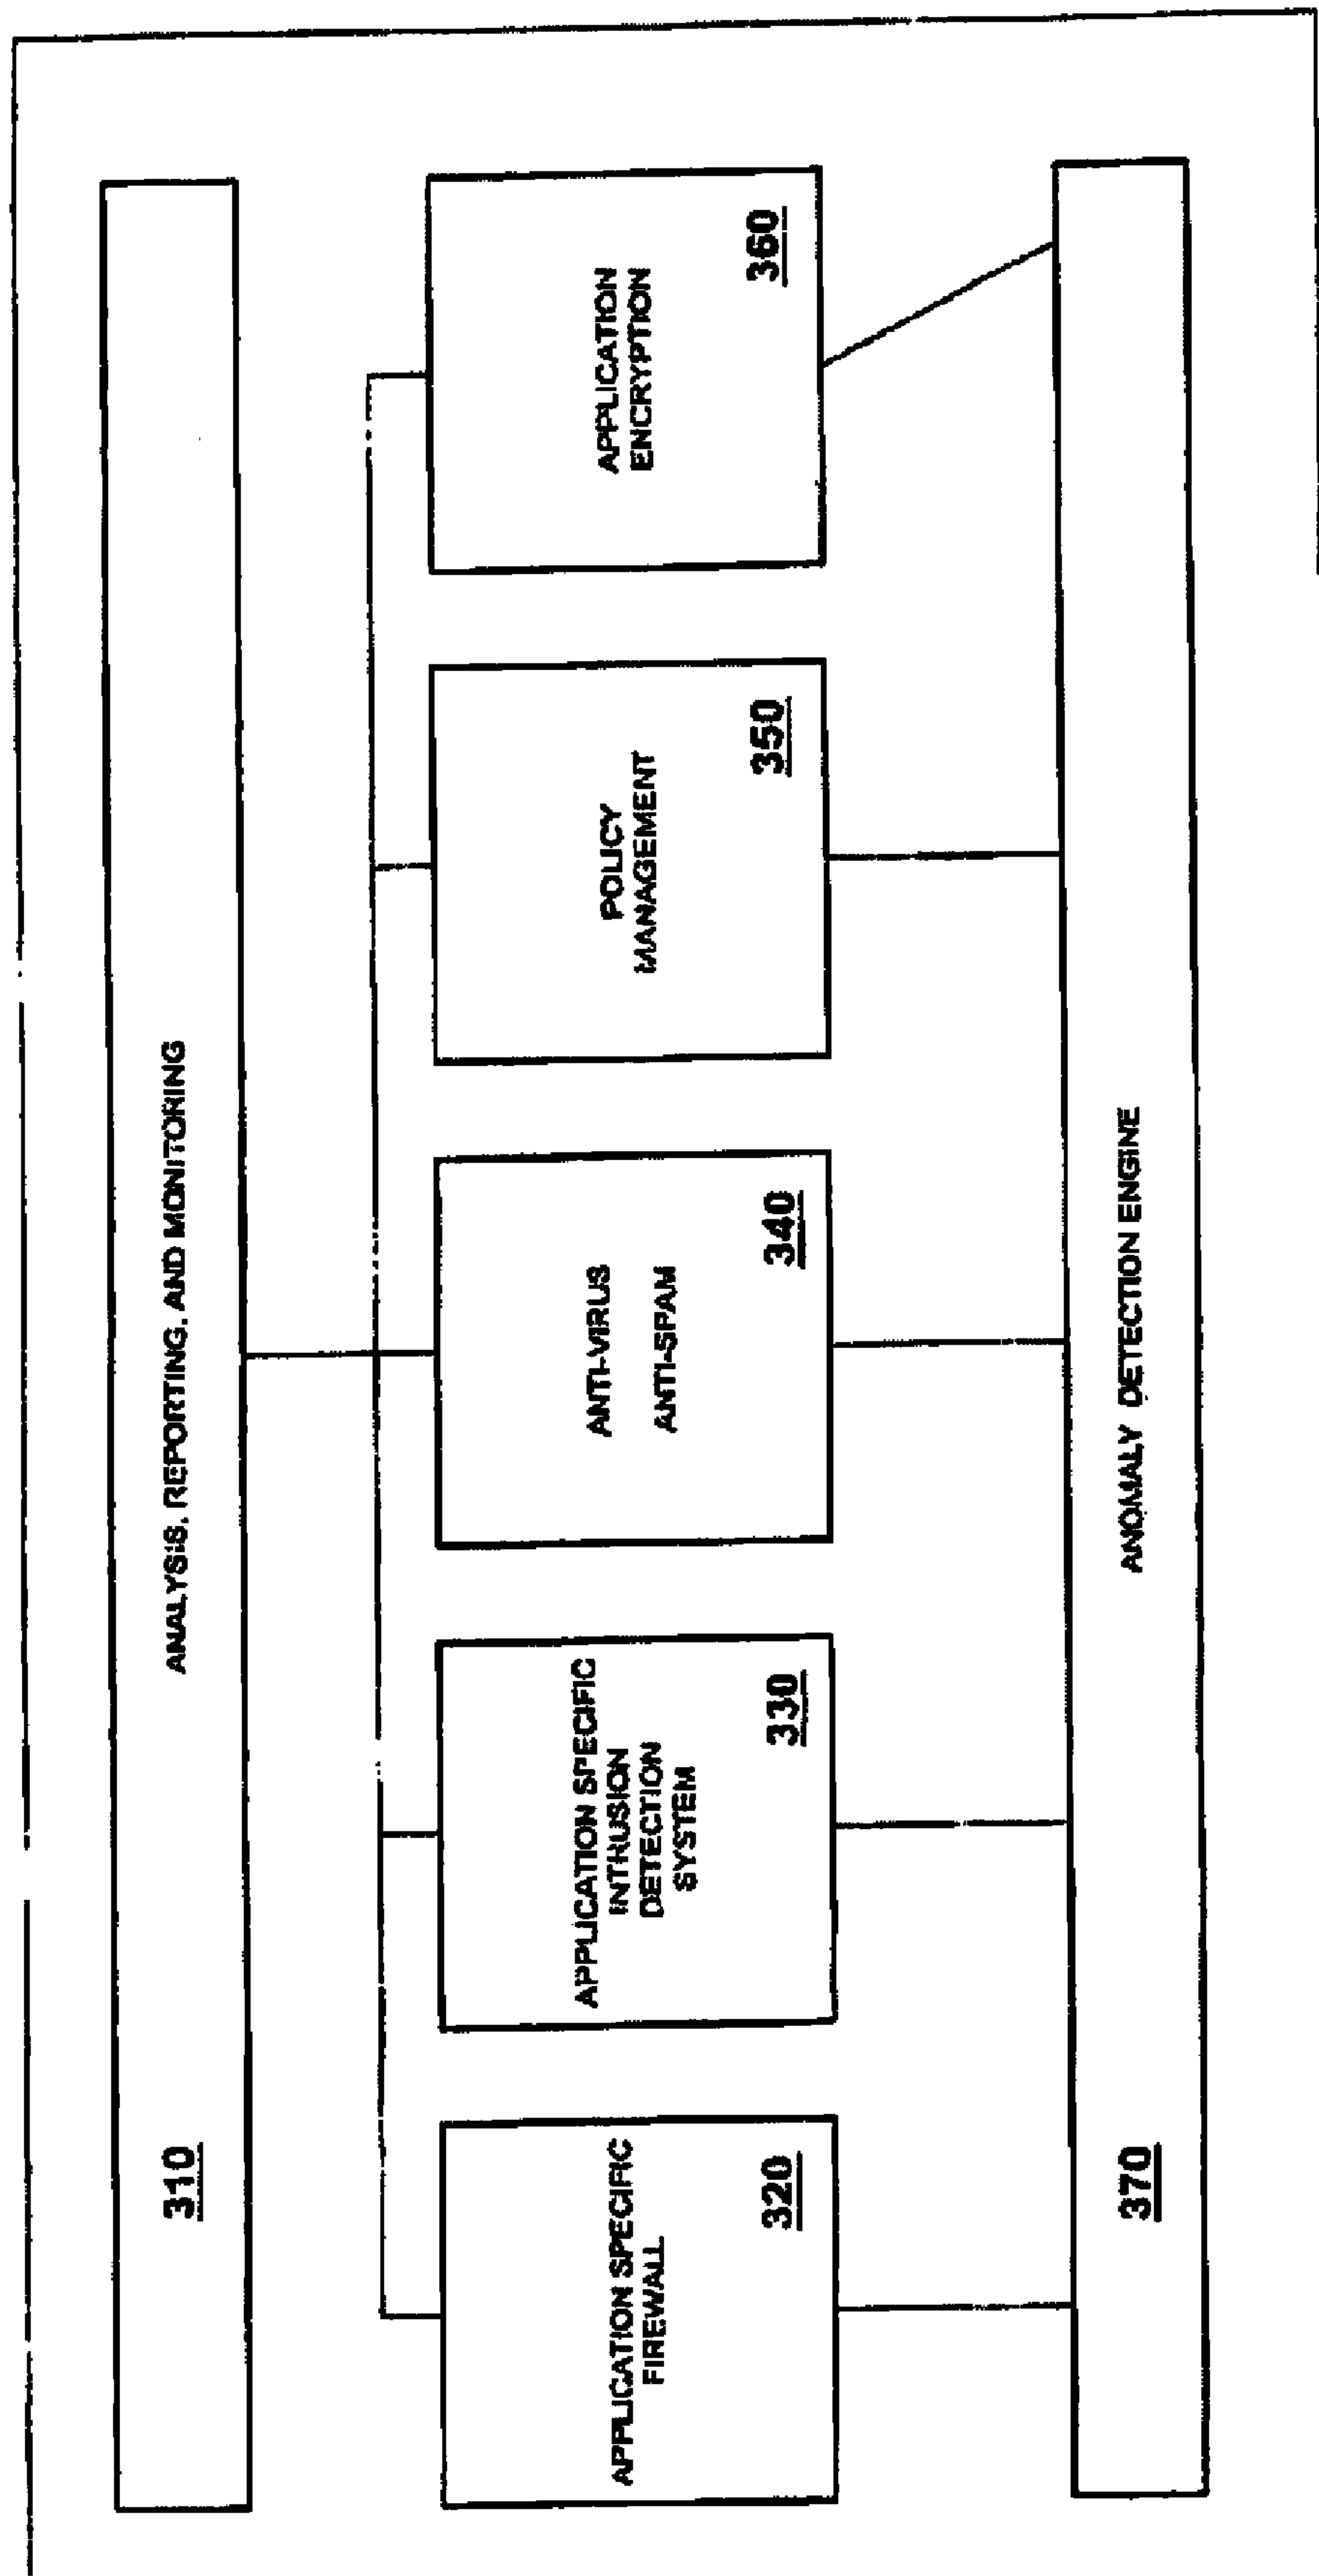 310
ANALYSIS, REPORTING, AND MONITORING
APPLICATION SPECIFIC
FIREWALL
320
APPLICATION SPECIFIC
INTRUSION
DETECTION
SYSTEM
330
ANTI-VIRUS
ANTI-SPAM
340
POLICY
MANAGEMENT
350
APPLICATION
ENCRYPTION
360
370
ANOMALY DETECTION ENGINE